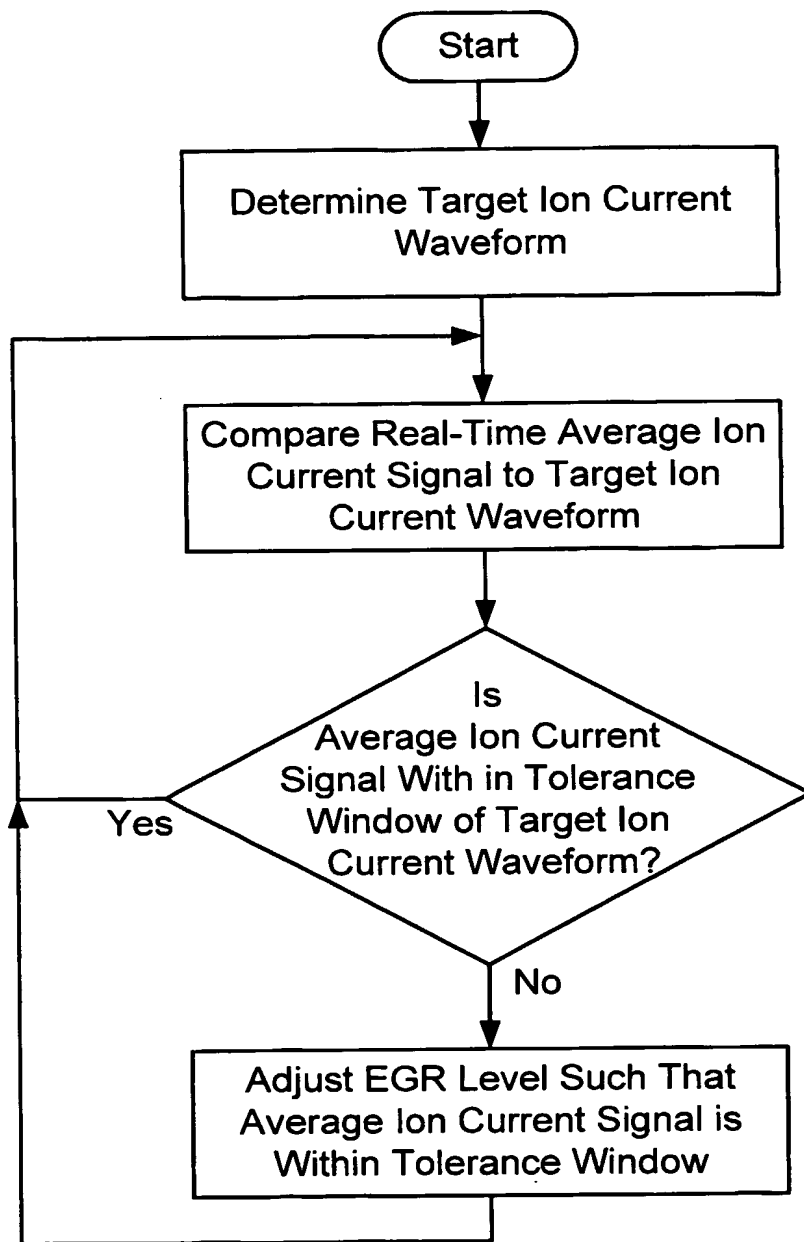 Start
Determine Target Ion Current
Waveform
Compare Real-Time Average Ion
Current Signal to Target Ion
Current Waveform
Is
Average Ion Current
Signal With in Tolerance
Window of Target Ion
Current Waveform?
Yes
No
Adjust EGR Level Such That
Average Ion Current Signal is
Within Tolerance Window